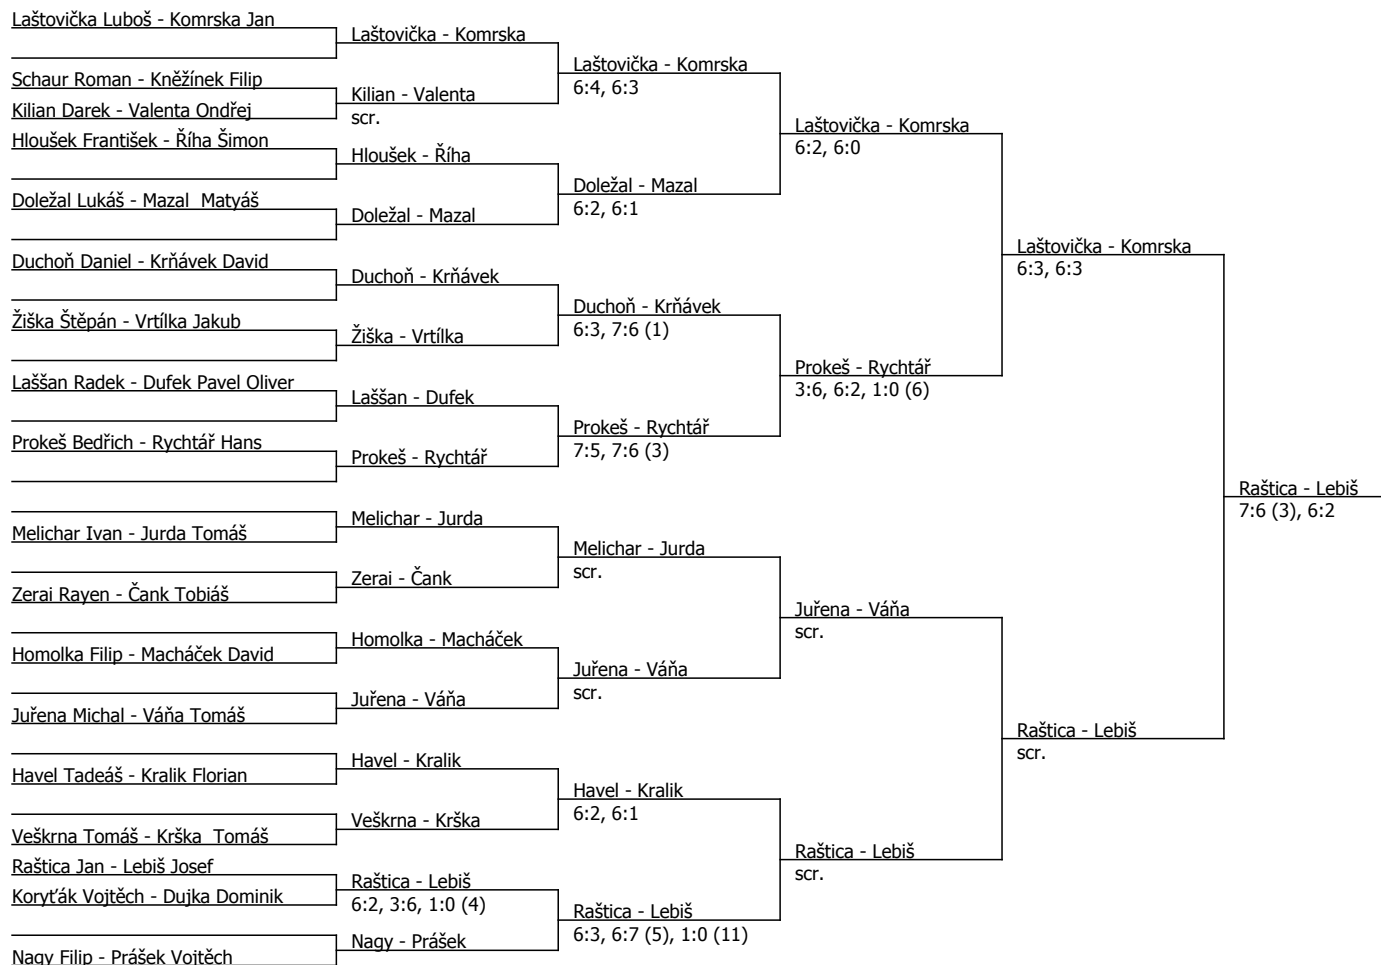 Laštovička Luboš - Komrska Jan
Schaur Roman - Kněžínek Filip
Kilian Darek - Valenta Ondřej
Hloušek František - Říha Šimon
Doležal Lukáš - Mazal  Matyáš
Duchoň Daniel - Krňávek David
Žiška Štěpán - Vrtílka Jakub
Laššan Radek - Dufek Pavel Oliver
Prokeš Bedřich - Rychtář Hans
Melichar Ivan - Jurda Tomáš
Zerai Rayen - Čank Tobiáš
Homolka Filip - Macháček David
Juřena Michal - Váňa Tomáš
Havel Tadeáš - Kralik Florian
Veškrna Tomáš - Krška  Tomáš
Raštica Jan - Lebiš Josef
Koryťák Vojtěch - Dujka Dominik
Nagy Filip - Prášek Vojtěch
Laštovička - Komrska
Kilian - Valenta
scr.
Hloušek - Říha
Doležal - Mazal
Duchoň - Krňávek
Žiška - Vrtílka
Laššan - Dufek
Prokeš - Rychtář
Melichar - Jurda
Zerai - Čank
Homolka - Macháček
Juřena - Váňa
Havel - Kralik
Veškrna - Krška
Raštica - Lebiš
6:2, 3:6, 1:0 (4)
Nagy - Prášek
Laštovička - Komrska
6:4, 6:3
Doležal - Mazal
6:2, 6:1
Duchoň - Krňávek
6:3, 7:6 (1)
Prokeš - Rychtář
7:5, 7:6 (3)
Melichar - Jurda
scr.
Juřena - Váňa
scr.
Havel - Kralik
6:2, 6:1
Raštica - Lebiš
6:3, 6:7 (5), 1:0 (11)
Laštovička - Komrska
6:2, 6:0
Prokeš - Rychtář
3:6, 6:2, 1:0 (6)
Juřena - Váňa
scr.
Raštica - Lebiš
scr.
Laštovička - Komrska
6:3, 6:3
Raštica - Lebiš
scr.
Raštica - Lebiš
7:6 (3), 6:2